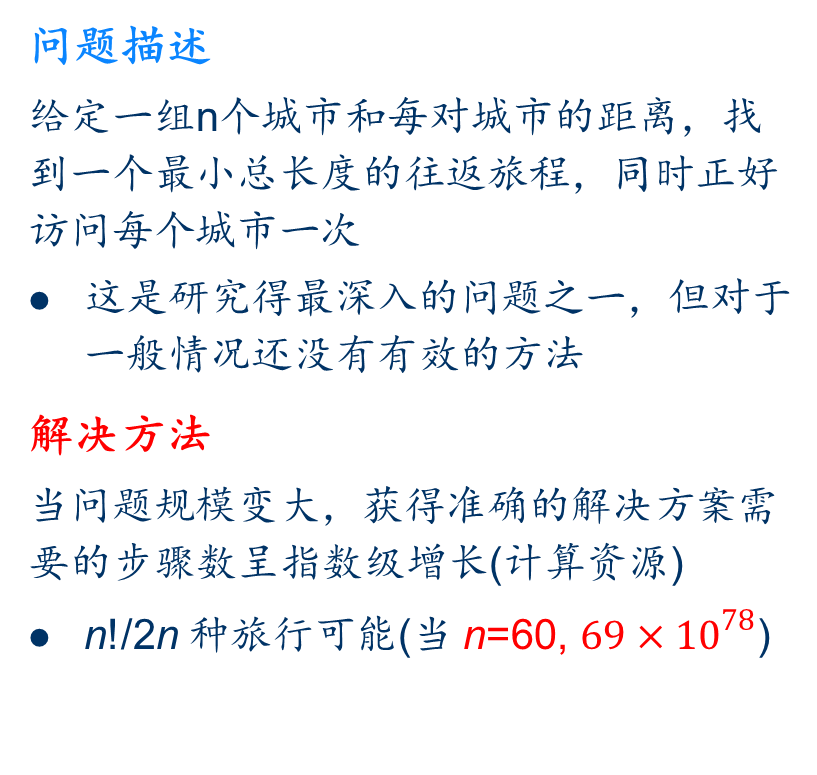 问题描述
给定一组n个城市和每对城市的距离，找
到一个最小总长度的往返旅程，同时正好
访问每个城市一次
● 这是研究得最深入的问题之一，但对于
一般情况还没有有效的方法
解决方法
当问题规模变大，获得准确的解决方案需
要的步骤数呈指数级增长(计算资源)
● n!/2n 种旅行可能(当 n=60, 69 × 10^78)